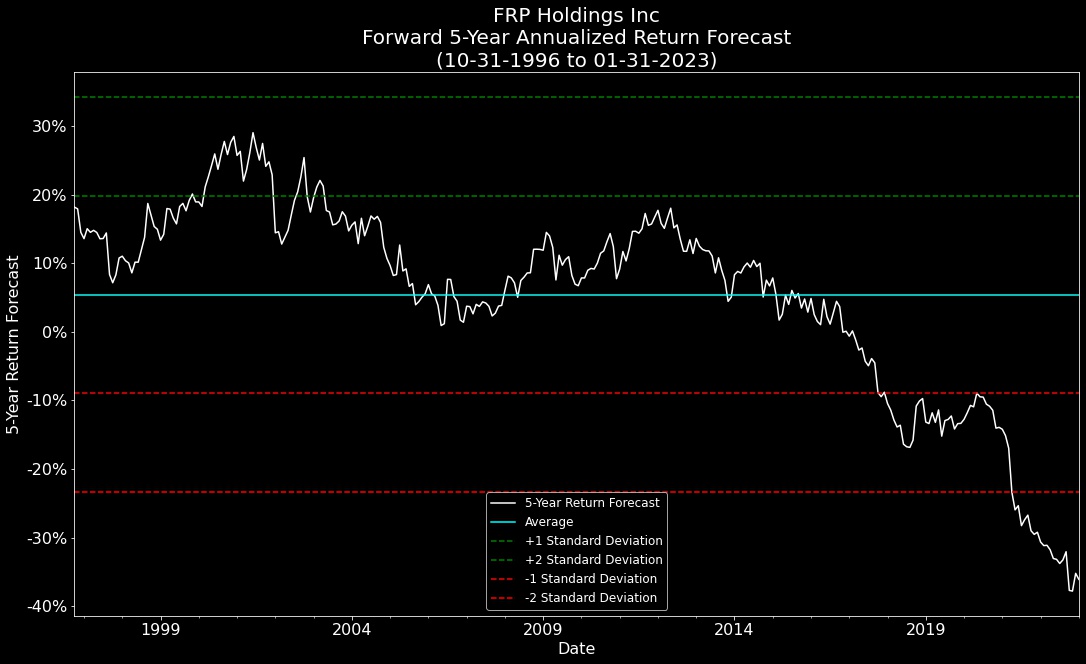 FRP Holdings Inc
Forward 5-Year Annualized Return Forecast
(10-31-1996 to 01-31-2023)
5-Year Return Forecast
30%
20%
10%
0%
-10%
-20%
-30%
-40%
5-Year Return Forecast
Average
+1 Standard Deviation
+2 Standard Deviation
-1 Standard Deviation
-2 Standard Deviation
1999 2004 2009 2014 2019
Date